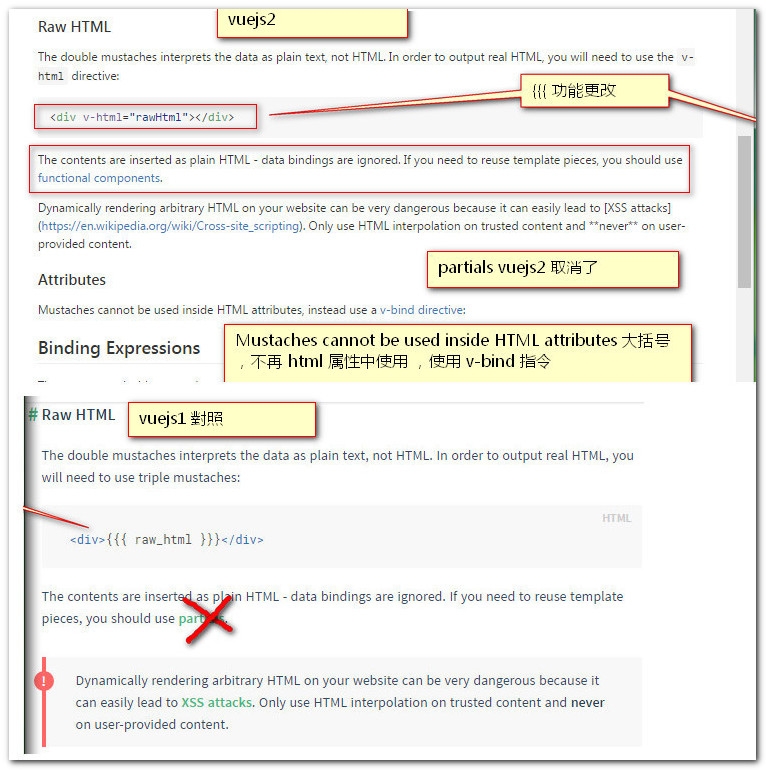 vuejs2
Raw HTML
The double mustaches interprets the data as plain text, not HTML. In order to output real HTML, you will need to use the v-
html directive:
{{{ 功能更改
<div v-html="rawHtml"></div>
The contents are inserted as plain HTML - data bindings are ignored. If you need to reuse template pieces, you should use
functional components.
Dynamically rendering arbitrary HTML on your website can be very dangerous because it can easily lead to [XSS attacks]
(https://en.wikipedia.org/wiki/Cross-site_scripting). Only use HTML interpolation on trusted content and **never** on user-
provided content.
partials vuejs2 取消了
Attributes
Mustaches cannot be used inside HTML attributes, instead use a v-bind directive:
Mustaches cannot be used inside HTML attributes 大括号
，不再 html 属性中使用 ，使用 v-bind 指令
Binding Expressions
# Raw HTML
vuejs1 對照
The double mustaches interprets the data as plain text, not HTML. In order to output real HTML, you
will need to use triple mustaches:
HTML
<div>{{{ raw_html }}}</div>
The contents are inserted as plain HTML - data bindings are ignored. If you need to reuse template
pieces, you should use partials.
! Dynamically rendering arbitrary HTML on your website can be very dangerous because it
can easily lead to XSS attacks. Only use HTML interpolation on trusted content and never
on user-provided content.